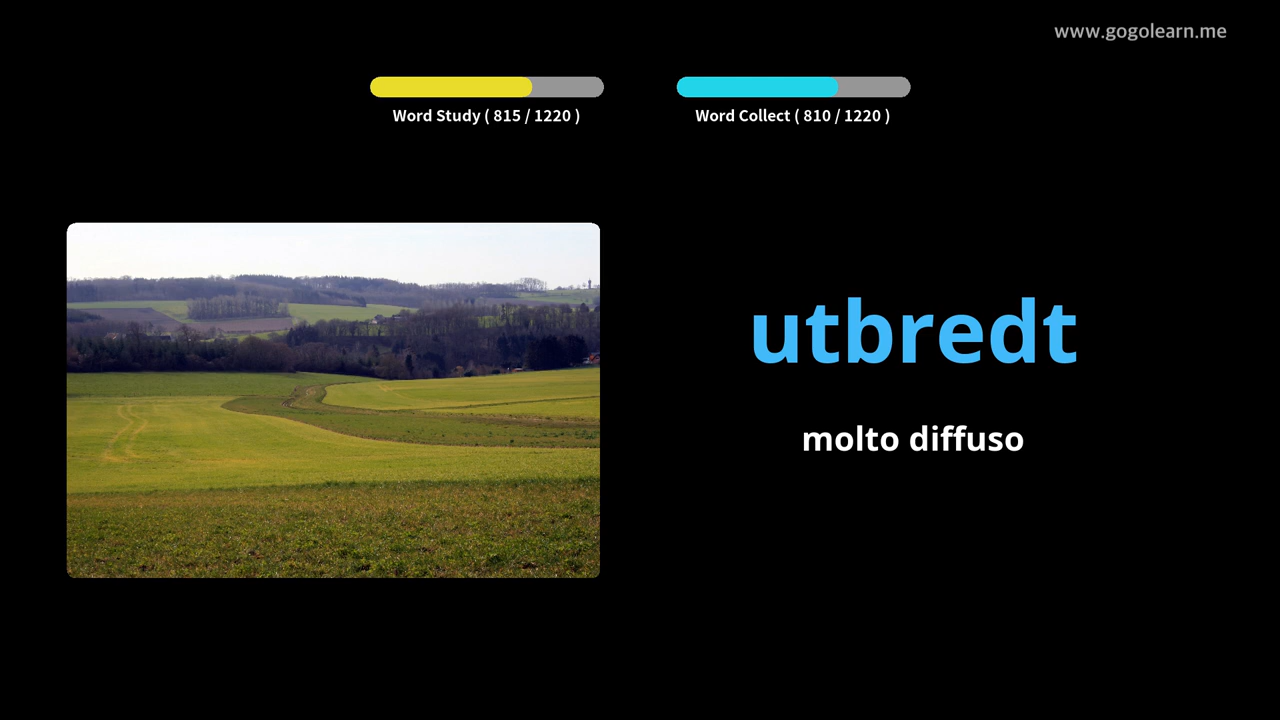 www.gogolearn.me
Word Study ( 815 / 1220 )
Word Collect ( 810 / 1220 )
utbredt
molto diffuso